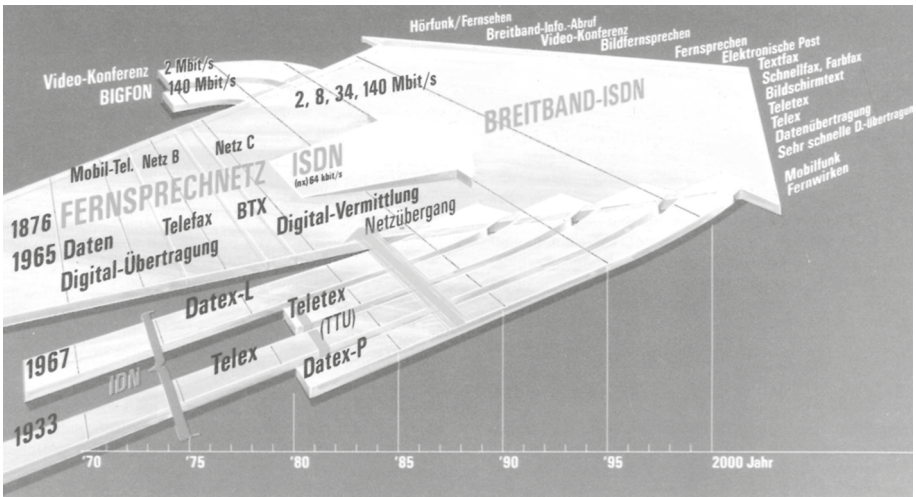 Hörfunk/Fernsehen
Breitband-Info.-Abruf
Video-Konferenz
Bildfernsprechen
Fernsprechen
Elektronische Post
Textfax
Schnellfax, Farbfax
Bildschirmtext
Teletex
Telex
Datenübertragung
Sehr schnelle D.-Übertragung
Mobilfunk
Fernwirken
Video-Konferenz
BIGFON
2 Mbit/s
140 Mbit/s
2, 8, 34, 140 Mbit/s
BREITBAND-ISDN
Mobil-Tel. Netz B Netz C
ISDN
(nx) 64 kbit/s
1876 FERNSPRECHNETZ
1965 Daten Telefax BTX Digital-Vermittlung
Digital-Übertragung
Netzübergang
1967 Datex-L Teletex
(TTU)
IDN
1933 Telex Datex-P
'70 '75 '80 '85 '90 '95 2000 Jahr